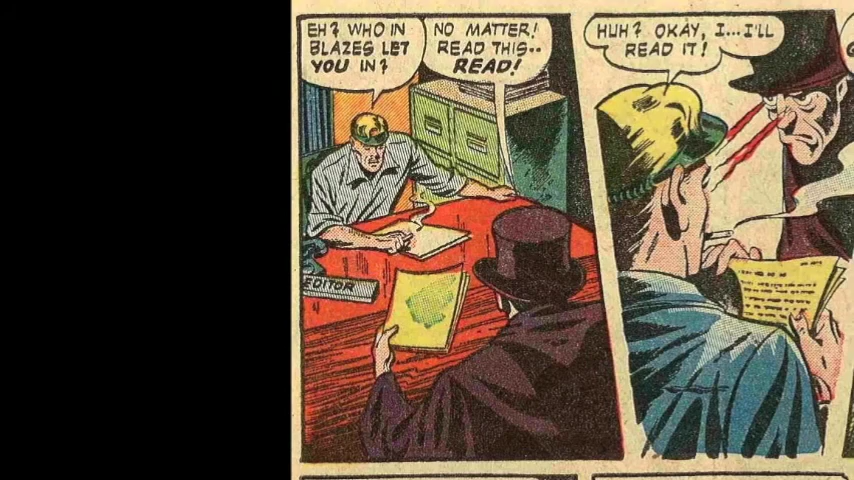 EH? WHO IN
BLAZES LET
YOU IN?
NO MATTER!
READ THIS--
READ!
EDITOR
HUH? OKAY, I...I'LL
READ IT!